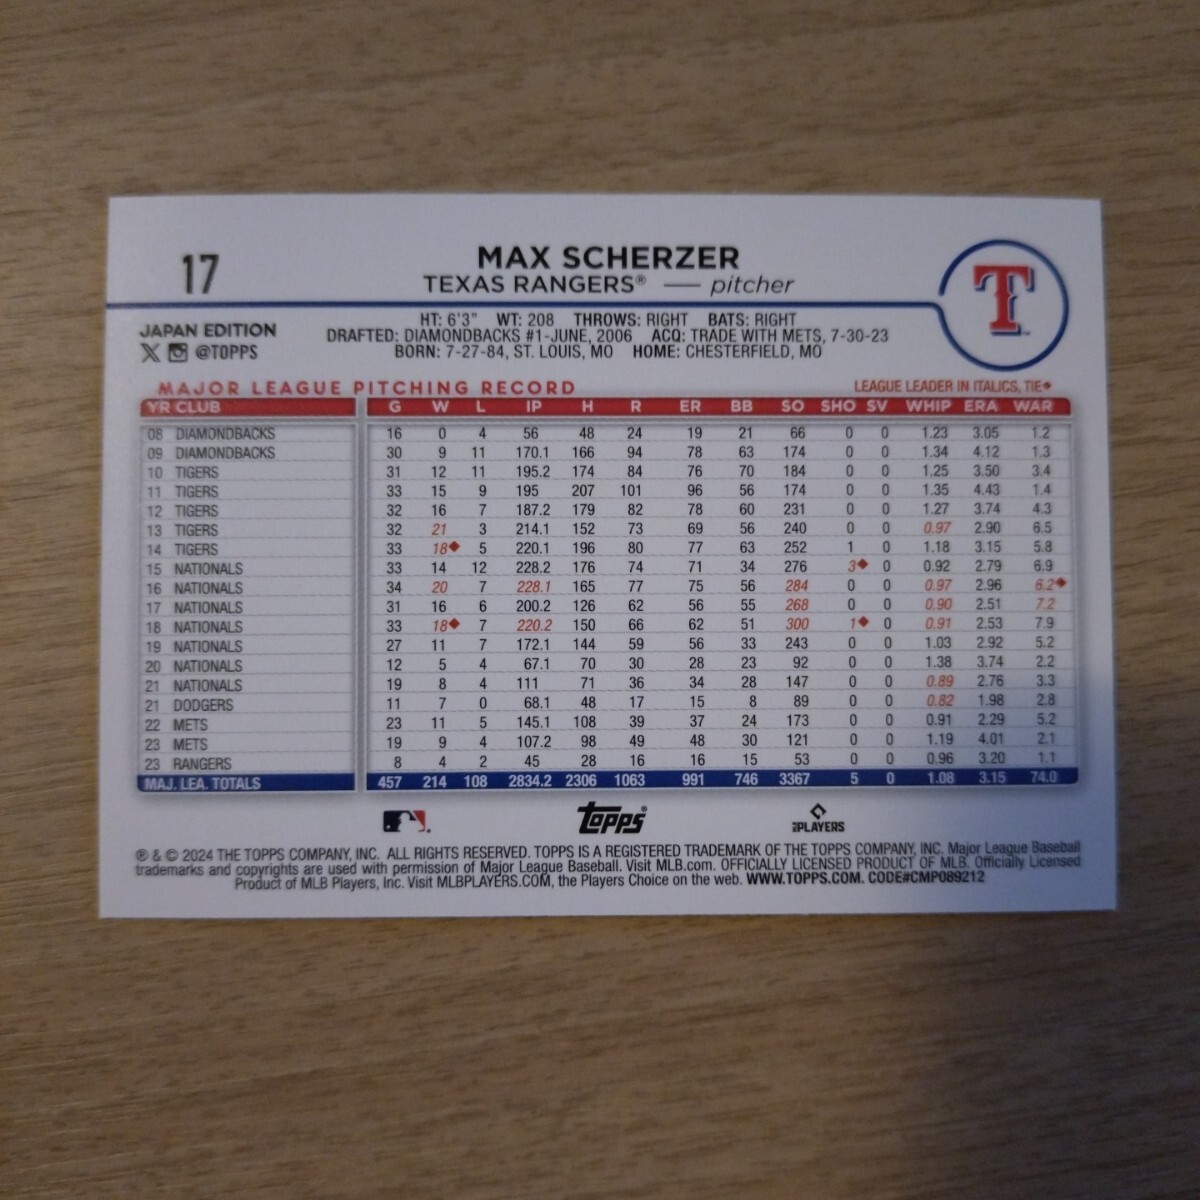 17
MAX SCHERZER
TEXAS RANGERS® — pitcher
T
JAPAN EDITION
@TOPPS
HT: 6'3" WT: 208 THROWS: RIGHT BATS: RIGHT
DRAFTED: DIAMONDBACKS #1-JUNE, 2006 ACQ: TRADE WITH METS, 7-30-23
BORN: 7-27-84, ST. LOUIS, MO HOME: CHESTERFIELD, MO
MAJOR LEAGUE PITCHING RECORD LEAGUE LEADER IN ITALICS, TIE◆
YR CLUB G W L IP H R ER BB SO SHO SV WHIP ERA WAR
08 DIAMONDBACKS 16 0 4 56 48 24 19 21 66 0 0 1.23 3.05 1.2
09 DIAMONDBACKS 30 9 11 170.1 166 94 78 63 174 0 0 1.34 4.12 1.3
10 TIGERS 31 12 11 195.2 174 84 76 70 184 0 0 1.25 3.50 3.4
11 TIGERS 33 15 9 195 207 101 96 56 174 0 0 1.35 4.43 1.4
12 TIGERS 32 16 7 187.2 179 82 78 60 231 0 0 1.27 3.74 4.3
13 TIGERS 32 21 3 214.1 152 73 69 56 240 0 0 0.97 2.90 6.5
14 TIGERS 33 18◆ 5 220.1 196 80 77 63 252 1 0 1.18 3.15 5.8
15 NATIONALS 33 14 12 228.2 176 74 71 34 276 3◆ 0 0.92 2.79 6.9
16 NATIONALS 34 20 7 228.1 165 77 75 56 284 0 0 0.97 2.96 6.2◆
17 NATIONALS 31 16 6 200.2 126 62 56 55 268 0 0 0.90 2.51 7.2
18 NATIONALS 33 18◆ 7 220.2 150 66 62 51 300 1◆ 0 0.91 2.53 7.9
19 NATIONALS 27 11 7 172.1 144 59 56 33 243 0 0 1.03 2.92 5.2
20 NATIONALS 12 5 4 67.1 70 30 28 23 92 0 0 1.38 3.74 2.2
21 NATIONALS 19 8 4 111 71 36 34 28 147 0 0 0.89 2.76 3.3
21 DODGERS 11 7 0 68.1 48 17 15 8 89 0 0 0.82 1.98 2.8
22 METS 23 11 5 145.1 108 39 37 24 173 0 0 0.91 2.29 5.2
23 METS 19 9 4 107.2 98 49 48 30 121 0 0 1.19 4.01 2.1
23 RANGERS 8 4 2 45 28 16 16 15 53 0 0 0.96 3.20 1.1
MAJ. LEA. TOTALS 457 214 108 2834.2 2306 1063 991 746 3367 5 0 1.08 3.15 74.0
topps® PLAYERS
® & © 2024 THE TOPPS COMPANY, INC. ALL RIGHTS RESERVED. TOPPS IS A REGISTERED TRADEMARK OF THE TOPPS COMPANY, INC. Major League Baseball
trademarks and copyrights are used with permission of Major League Baseball. Visit MLB.com. OFFICIALLY LICENSED PRODUCT OF MLB. Officially Licensed
Product of MLB Players, Inc. Visit MLBPLAYERS.COM, the Players Choice on the web. WWW.TOPPS.COM. CODE#CMP089212